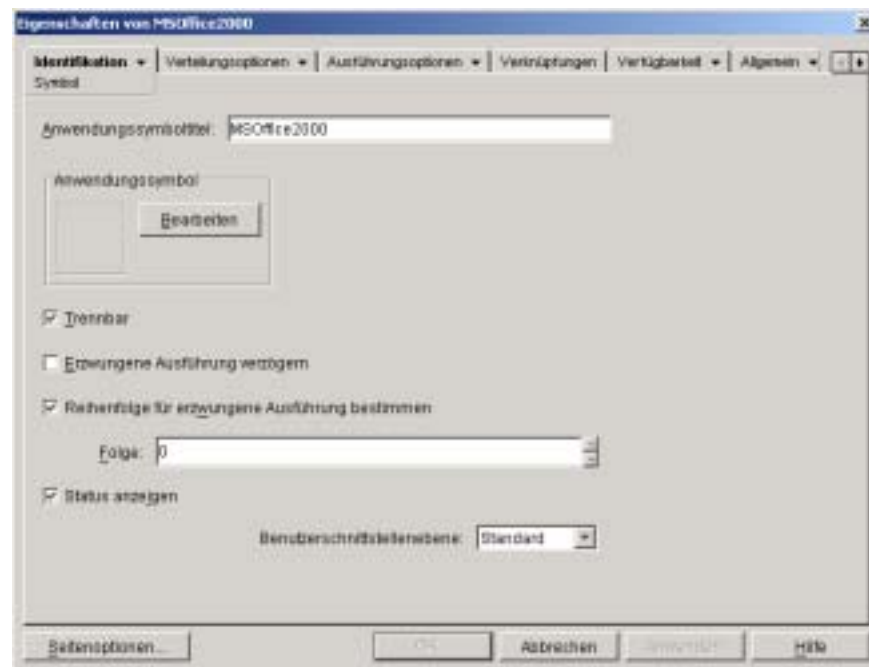 Eigenschaften von MSOffice2000
Identifikation Verteilungsoptionen Ausführungsoptionen Verknüpfungen Verfügbarkeit Allgemein
Symbol
Anwendungssymboltitel: MSOffice2000
Anwendungssymbol
Bearbeiten
Trennbar
Erzwungene Ausführung verzögern
Reihenfolge für erzwungene Ausführung bestimmen
Folge: 0
Status anzeigen
Benutzerschnittstellenebene: Standard
Seitenoptionen... OK Abbrechen Anwenden Hilfe